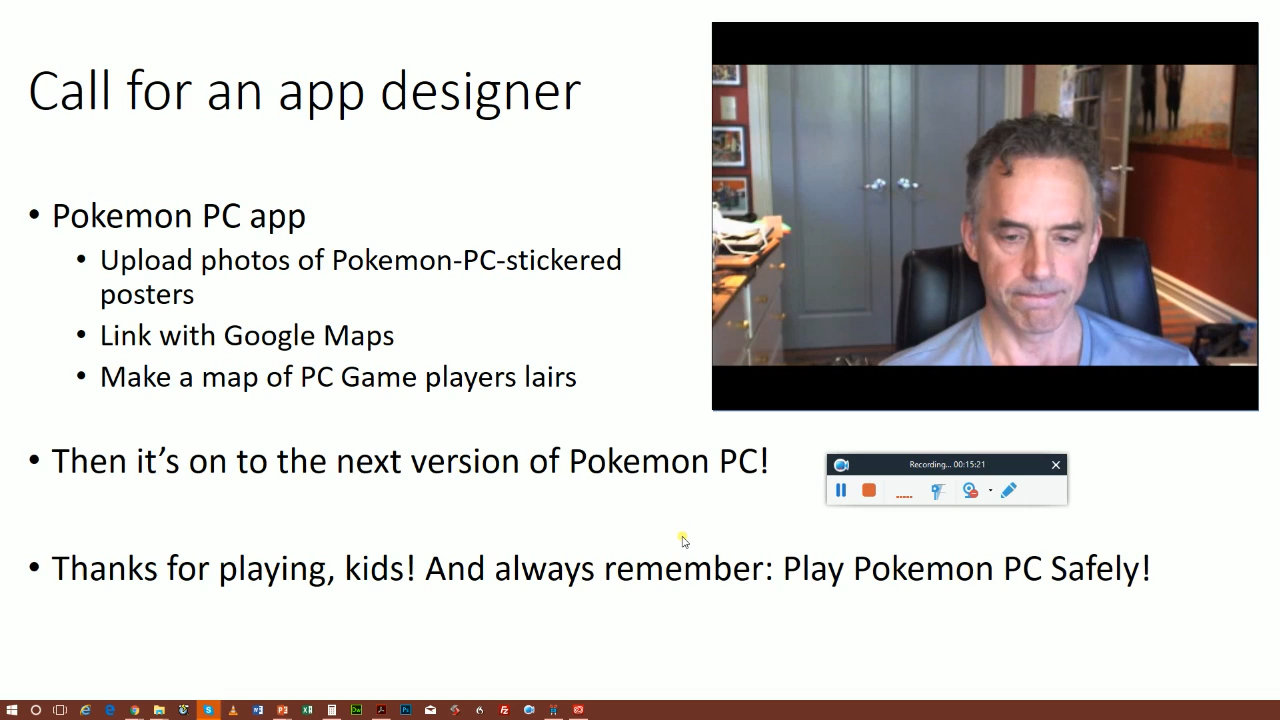 Call for an app designer
• Pokemon PC app
• Upload photos of Pokemon-PC-stickered
posters
• Link with Google Maps
• Make a map of PC Game players lairs
• Then it’s on to the next version of Pokemon PC!
Recording... 00:15:21
• Thanks for playing, kids! And always remember: Play Pokemon PC Safely!